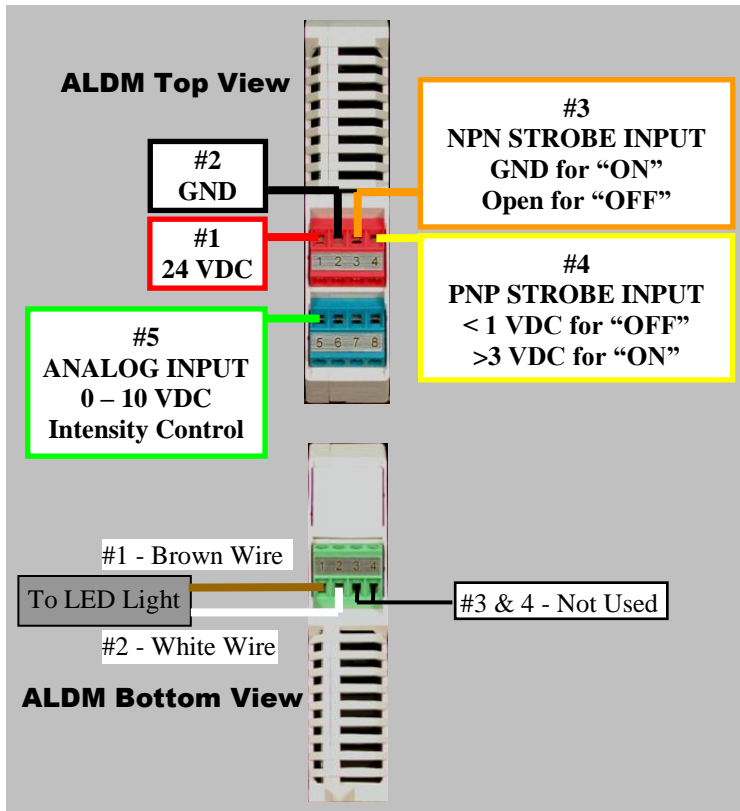 ALDM Top View
#3
NPN STROBE INPUT
GND for “ON”
Open for “OFF”
#2
GND
#1
24 VDC
1 2 3 4
#4
PNP STROBE INPUT
< 1 VDC for “OFF”
>3 VDC for “ON”
#5
ANALOG INPUT
0 – 10 VDC
Intensity Control
5 6 7 8
#1 - Brown Wire
1 2 3 4
To LED Light
#3 & 4 - Not Used
#2 - White Wire
ALDM Bottom View